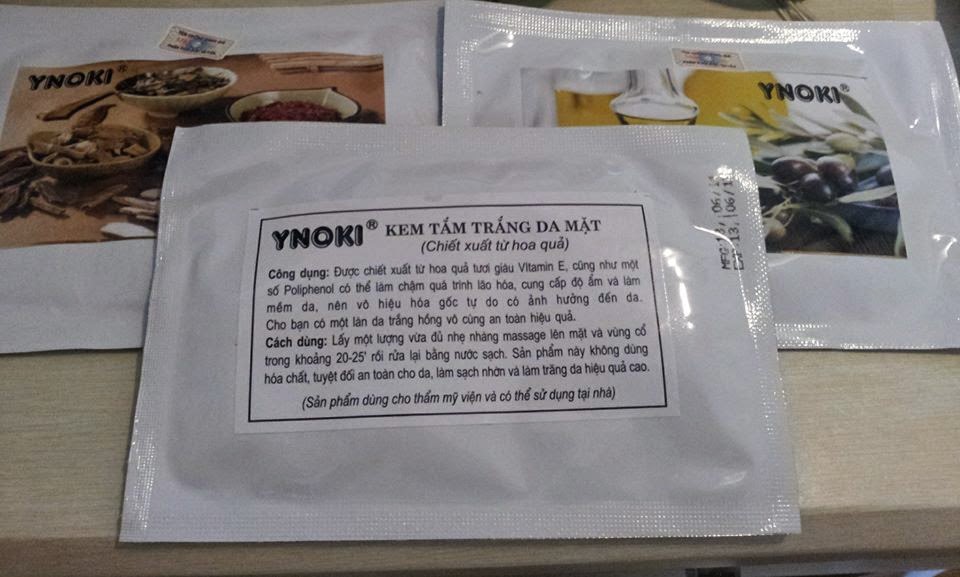 YNOKI®
YNOKI®
YNOKI® KEM TẮM TRẮNG DA MẶT
(Chiết xuất từ hoa quả)
Công dụng: Được chiết xuất từ hoa quả tươi giàu Vitamin E, cũng như một
số Poliphenol có thể làm chậm quá trình lão hóa, cung cấp độ ẩm và làm
mềm da, nên vô hiệu hóa gốc tự do có ảnh hưởng đến da.
Cho bạn có một làn da trắng hồng vô cùng an toàn hiệu quả.
Cách dùng: Lấy một lượng vừa đủ nhẹ nhàng massage lên mặt và vùng cổ
trong khoảng 20-25' rồi rửa lại bằng nước sạch. Sản phẩm này không dùng
hóa chất, tuyệt đối an toàn cho da, làm sạch nhờn và làm trắng da hiệu quả cao.
(Sản phẩm dùng cho thẩm mỹ viện và có thể sử dụng tại nhà)